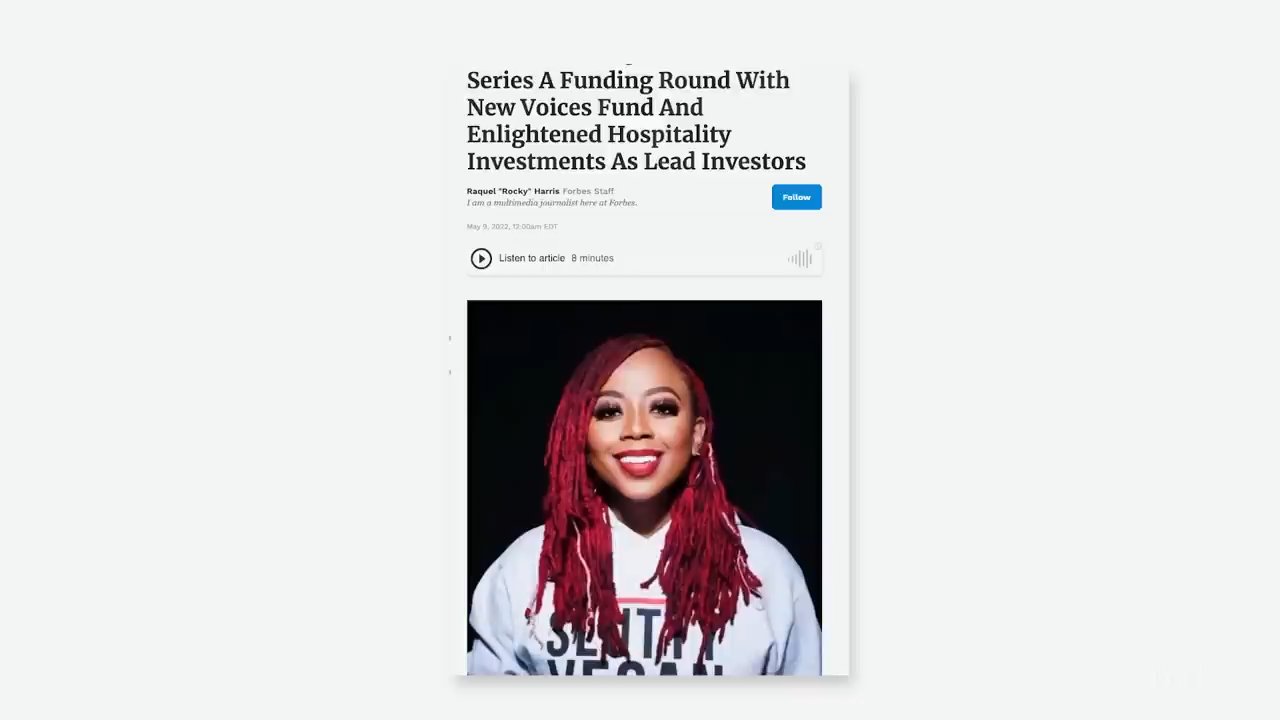 Series A Funding Round With
New Voices Fund And
Enlightened Hospitality
Investments As Lead Investors
Raquel "Rocky" Harris Forbes Staff
I am a multimedia journalist here at Forbes.
Follow
May 9, 2022, 12:00am EDT
Listen to article 8 minutes
VEGAN